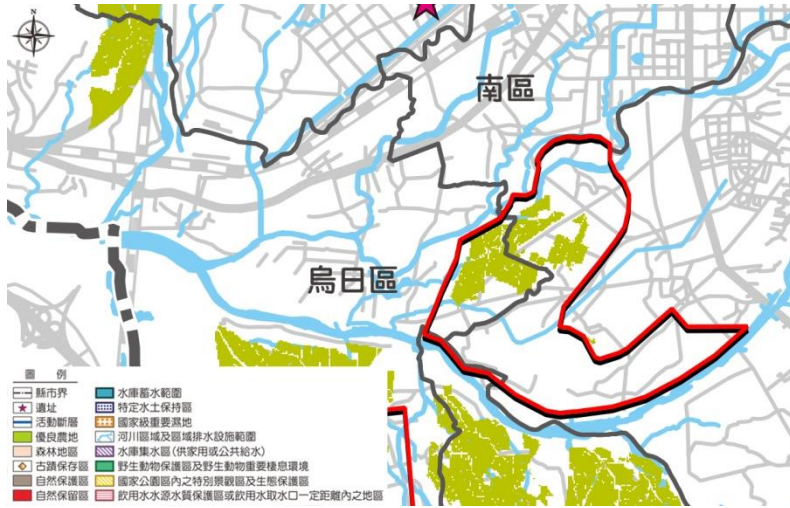 南區
烏日區
圖 例
縣市界
遺址
活動斷層
優良農地
森林地區
古蹟保存區
自然保護區
自然保留區
水庫蓄水範圍
特定水土保持區
國家級重要濕地
河川區域及區域排水設施範圍
水庫集水區(供家用或公共給水)
野生動物保護區及野生動物重要棲息環境
國家公園區內之特別景觀區及生態保護區
飲用水水源水質保護區或飲用水取水口一定距離內之地區